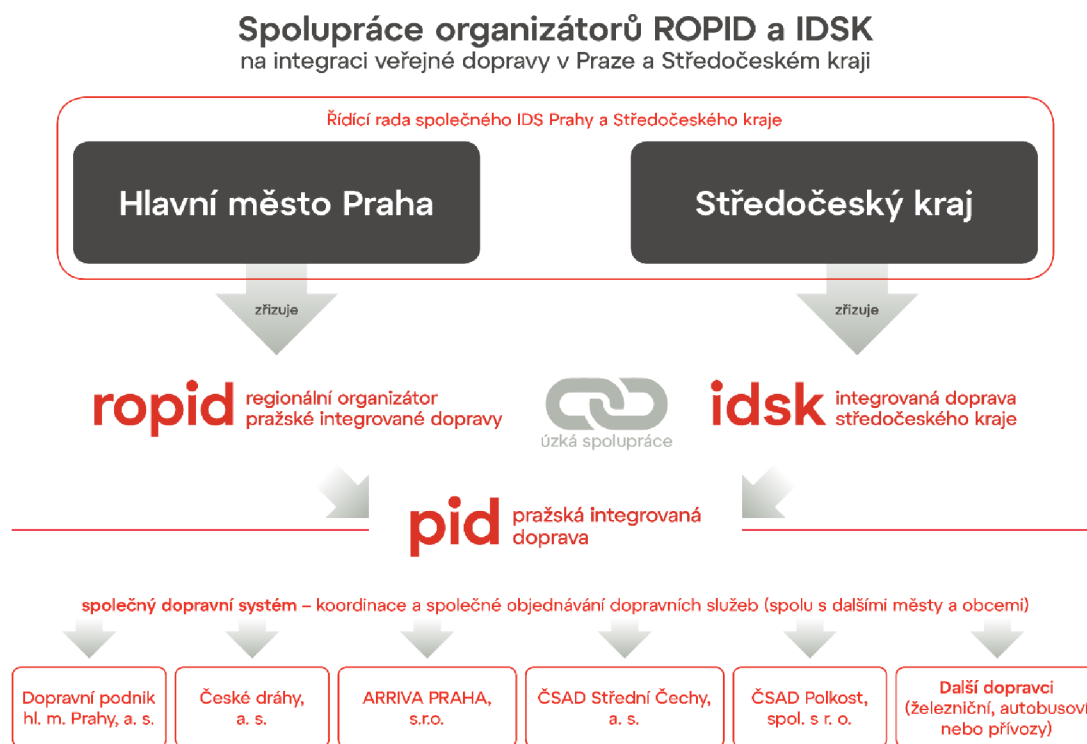 Spolupráce organizátorů ROPID a IDSK
na integraci veřejné dopravy v Praze a Středočeském kraji
Řídící rada společného IDS Prahy a Středočeského kraje
Hlavní město Praha
Středočeský kraj
zřizuje
zřizuje
ropid
regionální organizátor
pražské integrované dopravy
úzká spolupráce
idsk
integrovaná doprava
středočeského kraje
pid
pražská integrovaná
doprava
společný dopravní systém – koordinace a společné objednávání dopravních služeb (spolu s dalšími městy a obcemi)
Dopravní podnik
hl. m. Prahy, a. s.
České dráhy,
a. s.
ARRIVA PRAHA,
s.r.o.
ČSAD Střední Čechy,
a. s.
ČSAD Polkost,
spol. s r. o.
Další dopravci
(železniční, autobusoví
nebo přívozy)